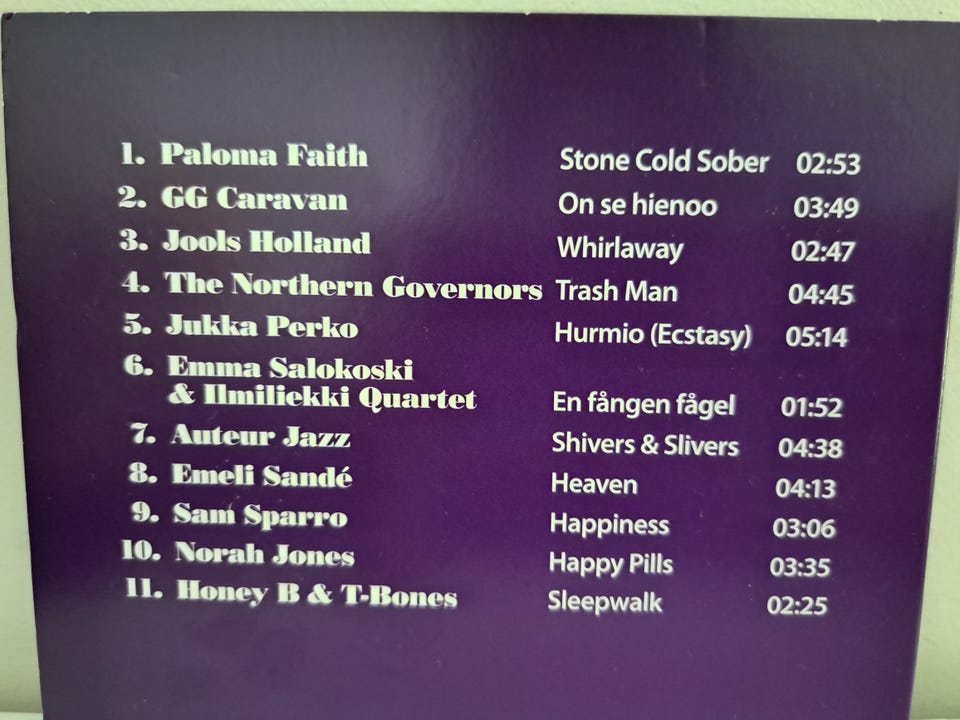 1. Paloma Faith Stone Cold Sober 02:53
2. GG Caravan On se hienoo 03:49
3. Jools Holland Whirlaway 02:47
4. The Northern Governors Trash Man 04:45
5. Jukka Perko Hurmio (Ecstasy) 05:14
6. Emma Salokoski
& Ilmiliekki Quartet En fången fågel 01:52
7. Auteur Jazz Shivers & Slivers 04:38
8. Emeli Sandé Heaven 04:13
9. Sam Sparro Happiness 03:06
10. Norah Jones Happy Pills 03:35
11. Honey B & T-Bones Sleepwalk 02:25